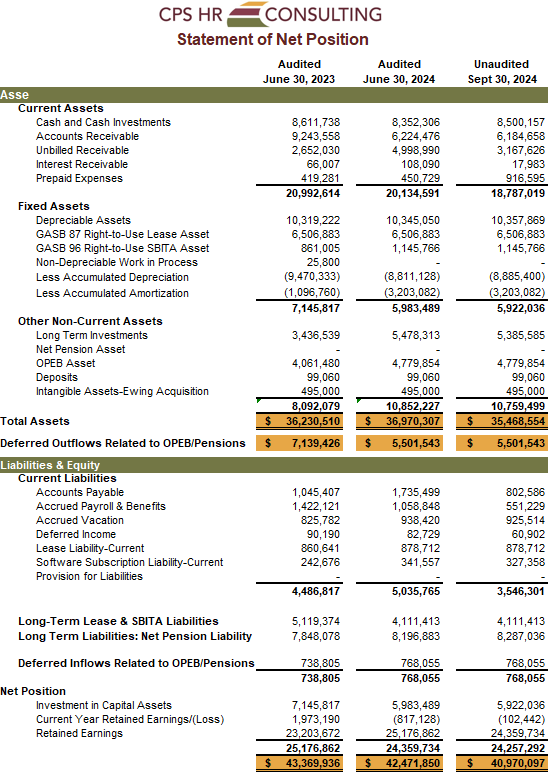 CPS HR CONSULTING
Statement of Net Position
Audited Audited Unaudited
June 30, 2023 June 30, 2024 Sept 30, 2024
Asse
Current Assets
Cash and Cash Investments 8,611,738 8,352,306 8,500,157
Accounts Receivable 9,243,558 6,224,476 6,184,658
Unbilled Receivable 2,652,030 4,998,990 3,167,626
Interest Receivable 66,007 108,090 17,983
Prepaid Expenses 419,281 450,729 916,595
20,992,614 20,134,591 18,787,019
Fixed Assets
Depreciable Assets 10,319,222 10,345,050 10,357,869
GASB 87 Right-to-Use Lease Asset 6,506,883 6,506,883 6,506,883
GASB 96 Right-to-Use SBITA Asset 861,005 1,145,766 1,145,766
Non-Depreciable Work in Process 25,800 - -
Less Accumulated Depreciation (9,470,333) (8,811,128) (8,885,400)
Less Accumulated Amortization (1,096,760) (3,203,082) (3,203,082)
7,145,817 5,983,489 5,922,036
Other Non-Current Assets
Long Term Investments 3,436,539 5,478,313 5,385,585
Net Pension Asset - - -
OPEB Asset 4,061,480 4,779,854 4,779,854
Deposits 99,060 99,060 99,060
Intangible Assets-Ewing Acquisition 495,000 495,000 495,000
8,092,079 10,852,227 10,759,499
Total Assets $ 36,230,510 $ 36,970,307 $ 35,468,554
Deferred Outflows Related to OPEB/Pensions $ 7,139,426 $ 5,501,543 $ 5,501,543
Liabilities & Equity
Current Liabilities
Accounts Payable 1,045,407 1,735,499 802,586
Accrued Payroll & Benefits 1,422,121 1,058,848 551,229
Accrued Vacation 825,782 938,420 925,514
Deferred Income 90,190 82,729 60,902
Lease Liability-Current 860,641 878,712 878,712
Software Subscription Liability-Current 242,676 341,557 327,358
Provision for Liabilities - - -
4,486,817 5,035,765 3,546,301
Long-Term Lease & SBITA Liabilities 5,119,374 4,111,413 4,111,413
Long Term Liabilities: Net Pension Liability 7,848,078 8,196,883 8,287,036
Deferred Inflows Related to OPEB/Pensions 738,805 768,055 768,055
738,805 768,055 768,055
Net Position
Investment in Capital Assets 7,145,817 5,983,489 5,922,036
Current Year Retained Earnings/(Loss) 1,973,190 (817,128) (102,442)
Retained Earnings 23,203,672 25,176,862 24,359,734
25,176,862 24,359,734 24,257,292
$ 43,369,936 $ 42,471,850 $ 40,970,097